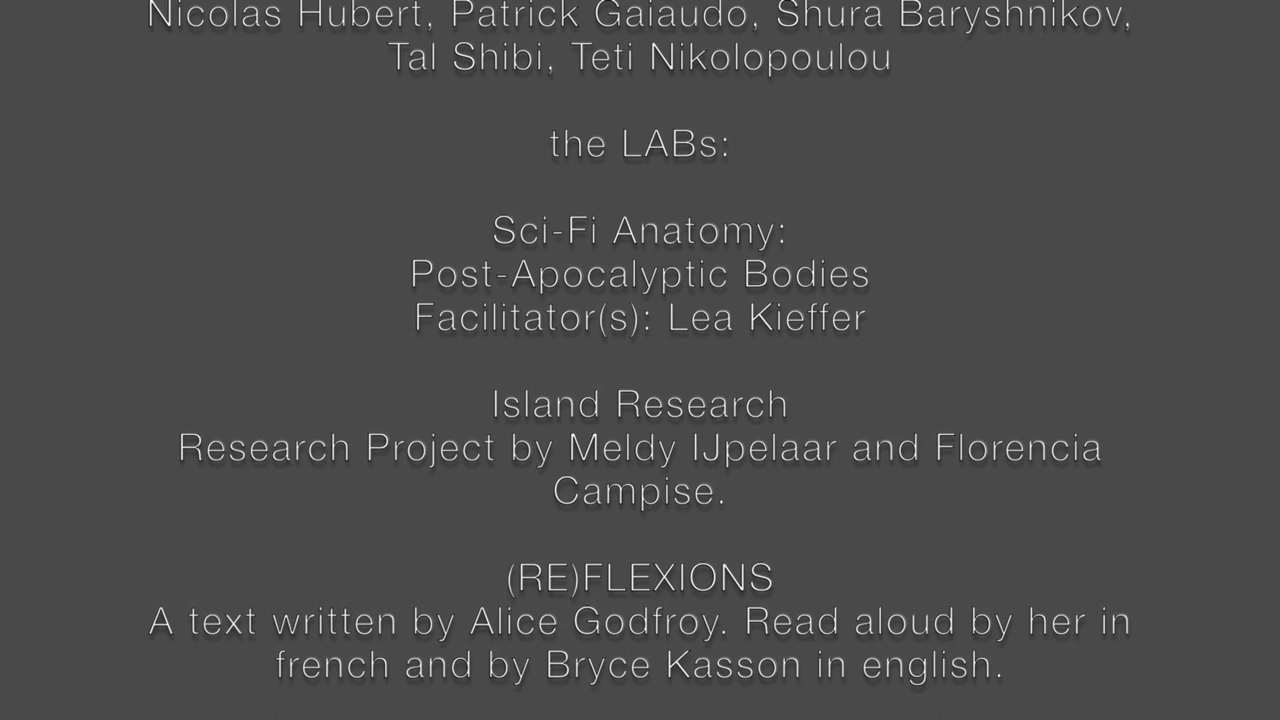 Nicolas Hubert, Patrick Gaiaudo, Shura Baryshnikov,
Tal Shibi, Teti Nikolopoulou
the LABs:
Sci-Fi Anatomy:
Post-Apocalyptic Bodies
Facilitator(s): Lea Kieffer
Island Research
Research Project by Meldy IJpelaar and Florencia
Campise.
(RE)FLEXIONS
A text written by Alice Godfroy. Read aloud by her in
french and by Bryce Kasson in english.